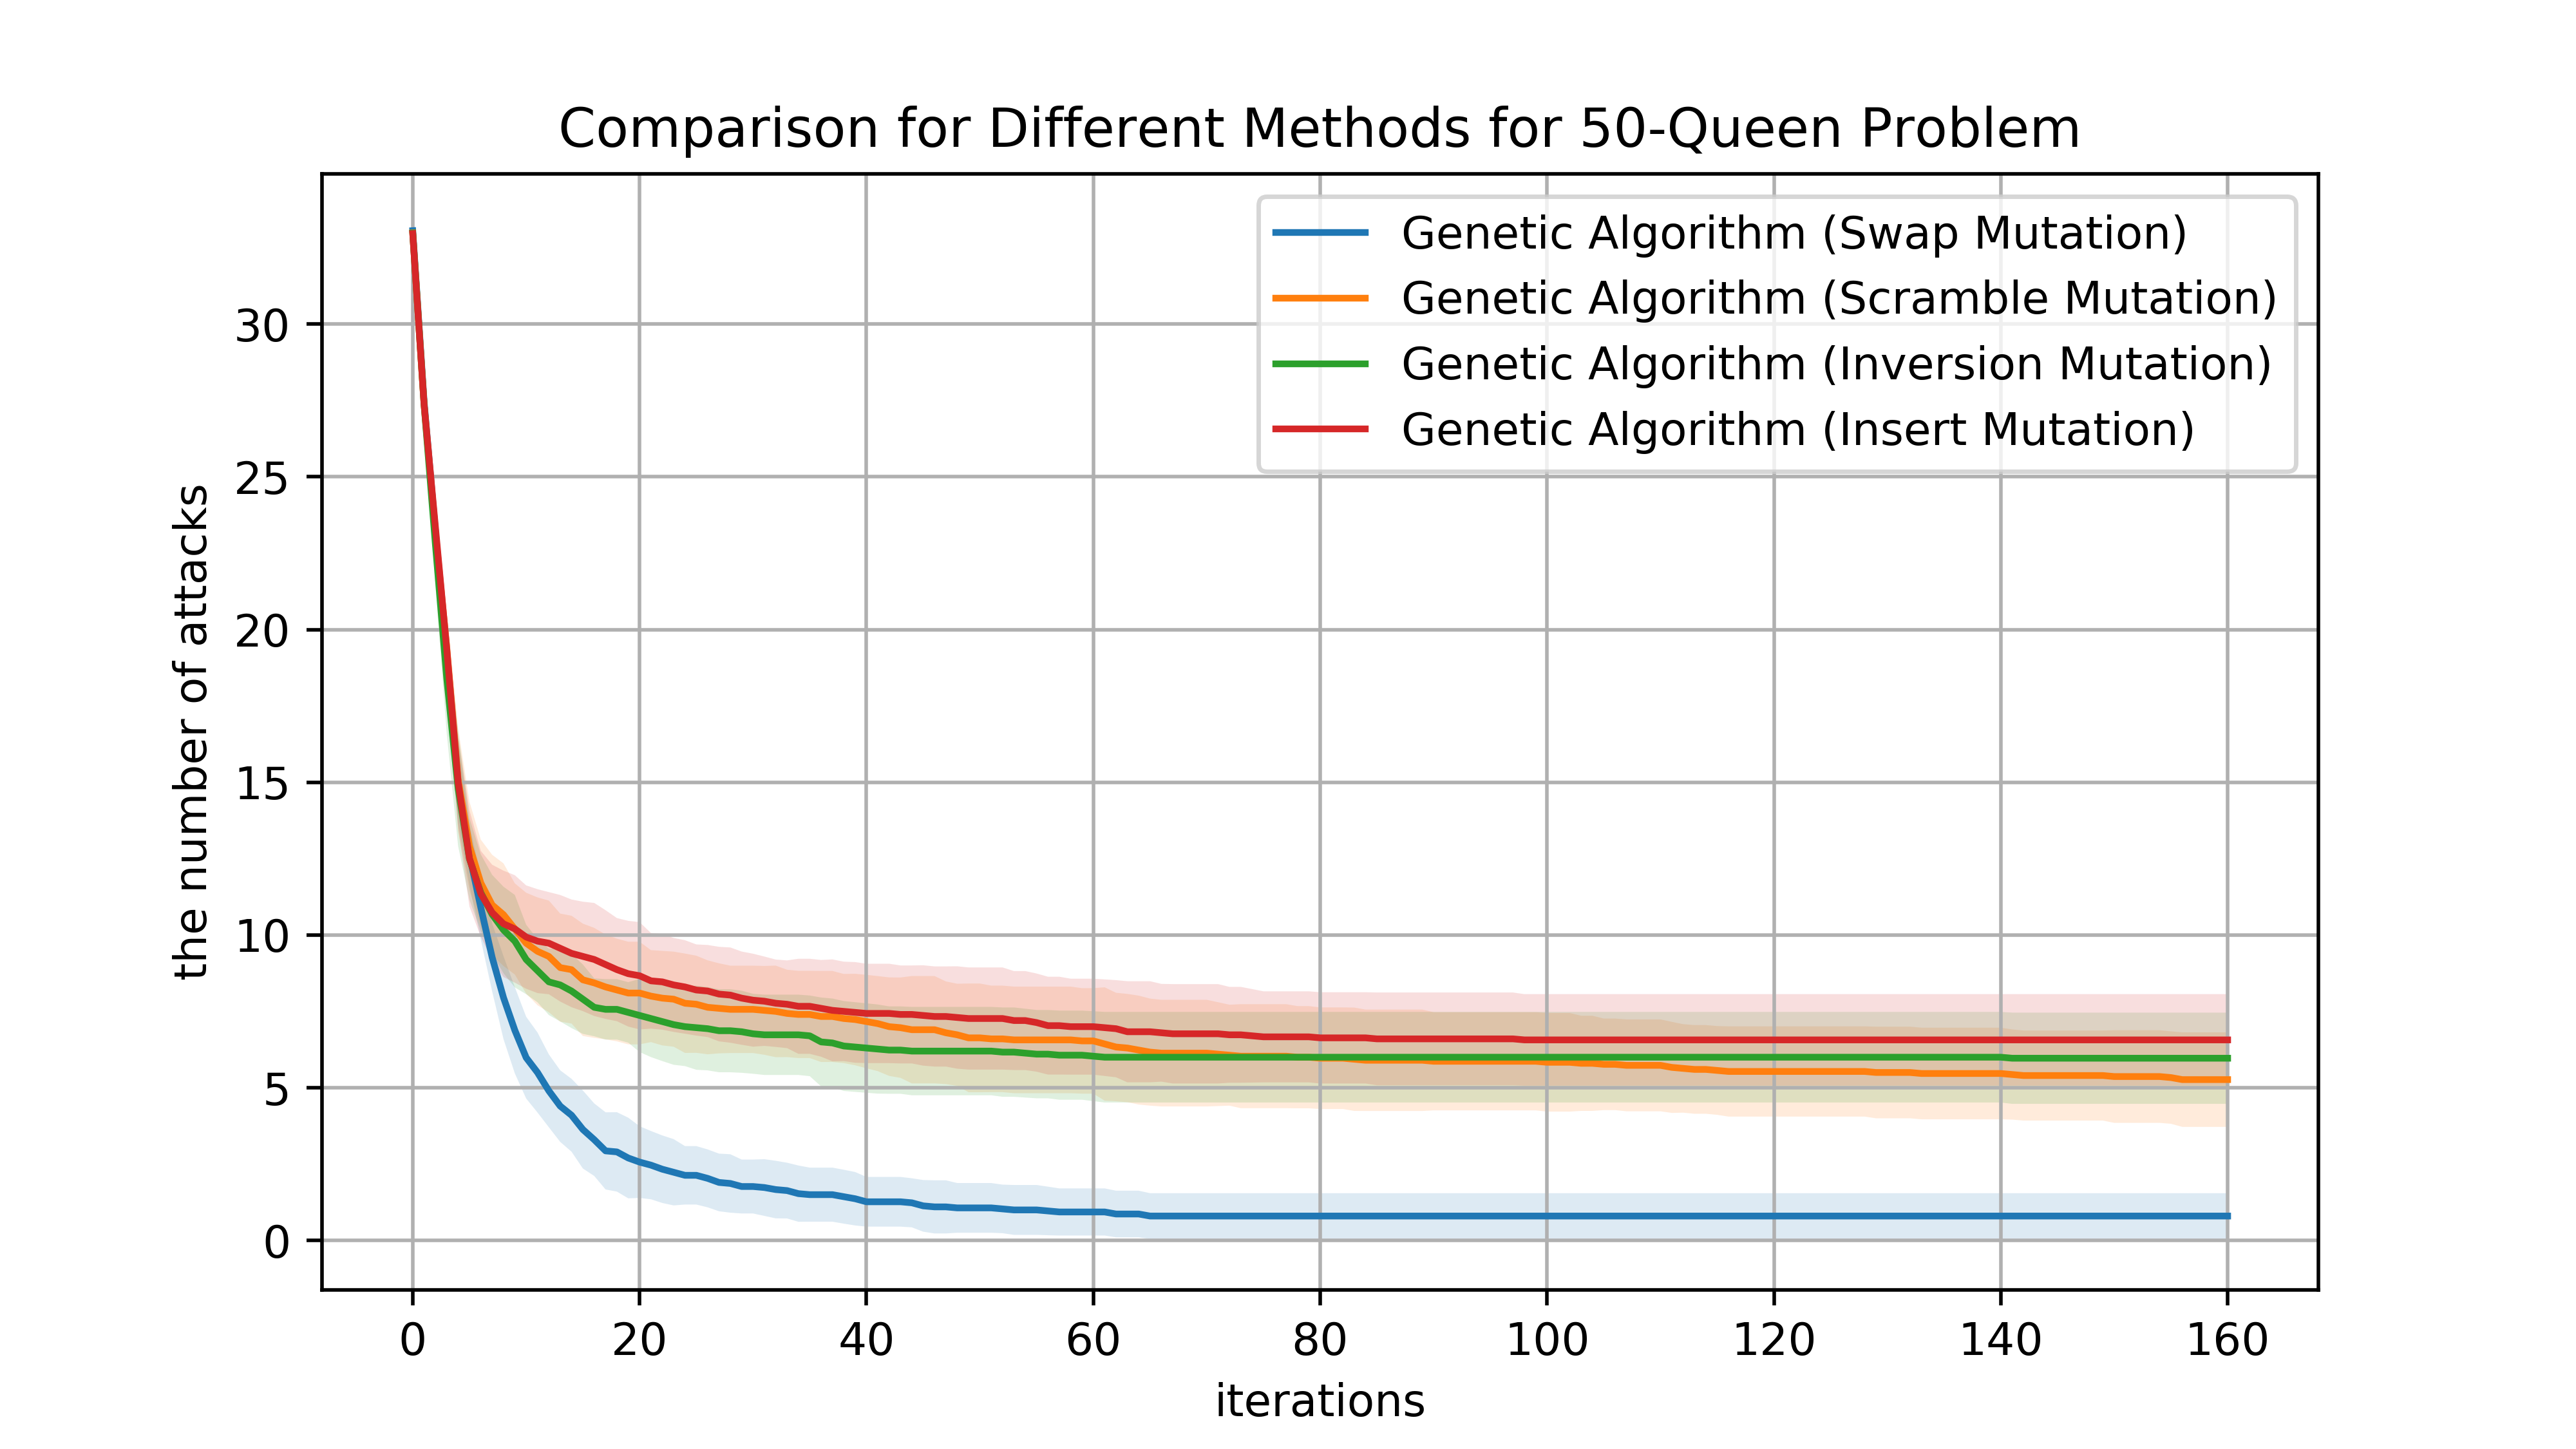 Comparison for Different Methods for 50-Queen Problem
Genetic Algorithm (Swap Mutation)
Genetic Algorithm (Scramble Mutation)
Genetic Algorithm (Inversion Mutation)
Genetic Algorithm (Insert Mutation)
the number of attacks
30
25
20
15
10
5
0
0 20 40 60 80 100 120 140 160
iterations